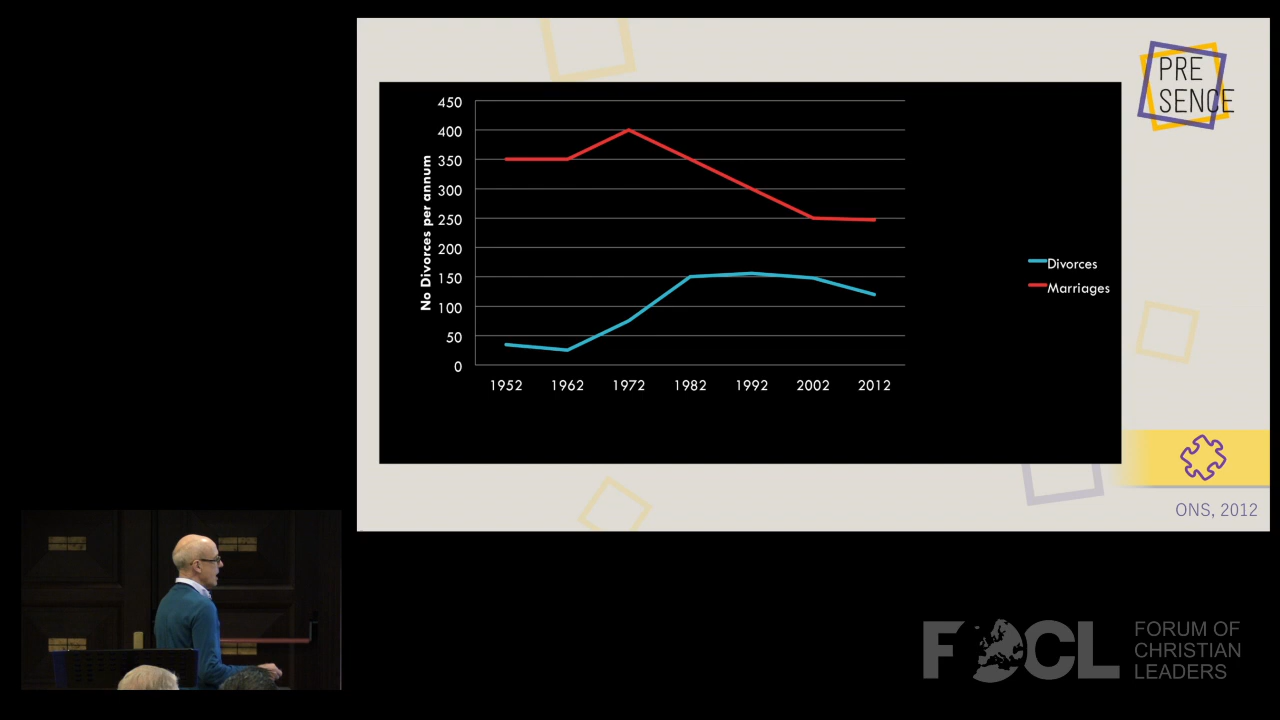 PRE
SENCE
No Divorces per annum
450
400
350
300
250
200
150
100
50
0
1952 1962 1972 1982 1992 2002 2012
Divorces
Marriages
ONS, 2012
FOCL
FORUM OF
CHRISTIAN
LEADERS